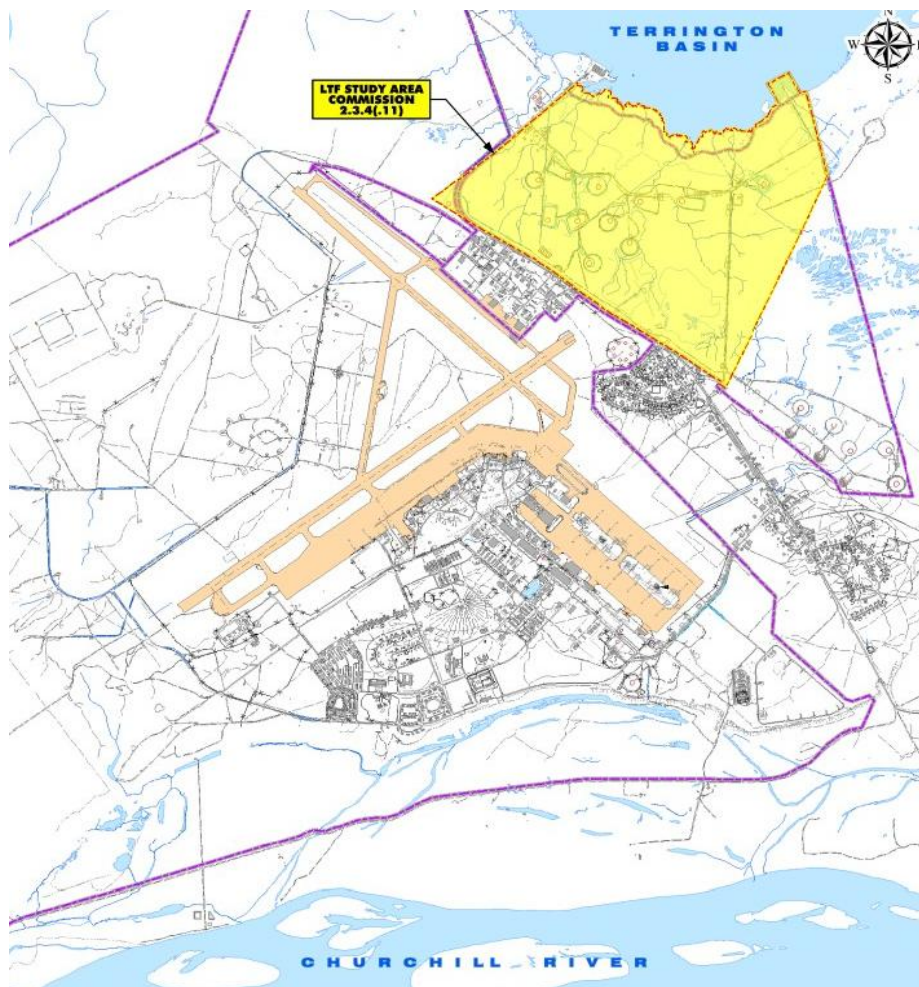 TERRINGTON
BASIN
N
W
E
S
LTF STUDY AREA
COMMISSION
2.3.4(.11)
CHURCHILL RIVER